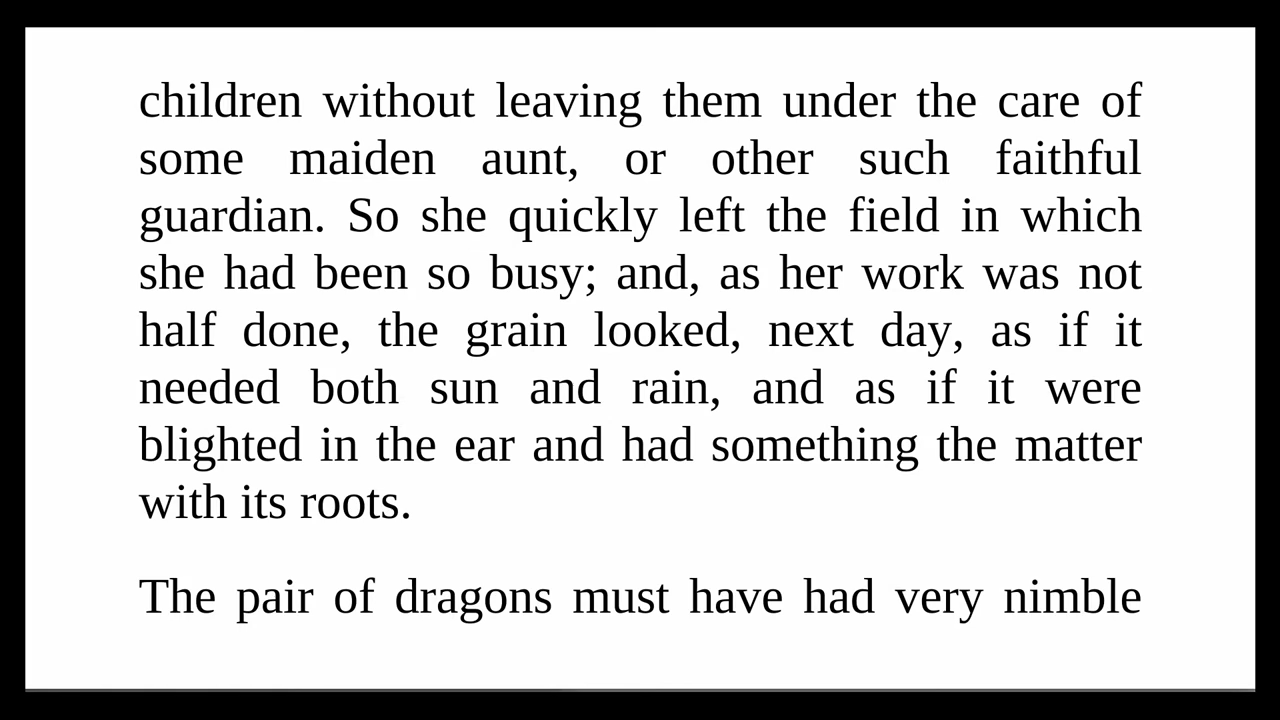 children without leaving them under the care of
some maiden aunt, or other such faithful
guardian. So she quickly left the field in which
she had been so busy; and, as her work was not
half done, the grain looked, next day, as if it
needed both sun and rain, and as if it were
blighted in the ear and had something the matter
with its roots.
The pair of dragons must have had very nimble